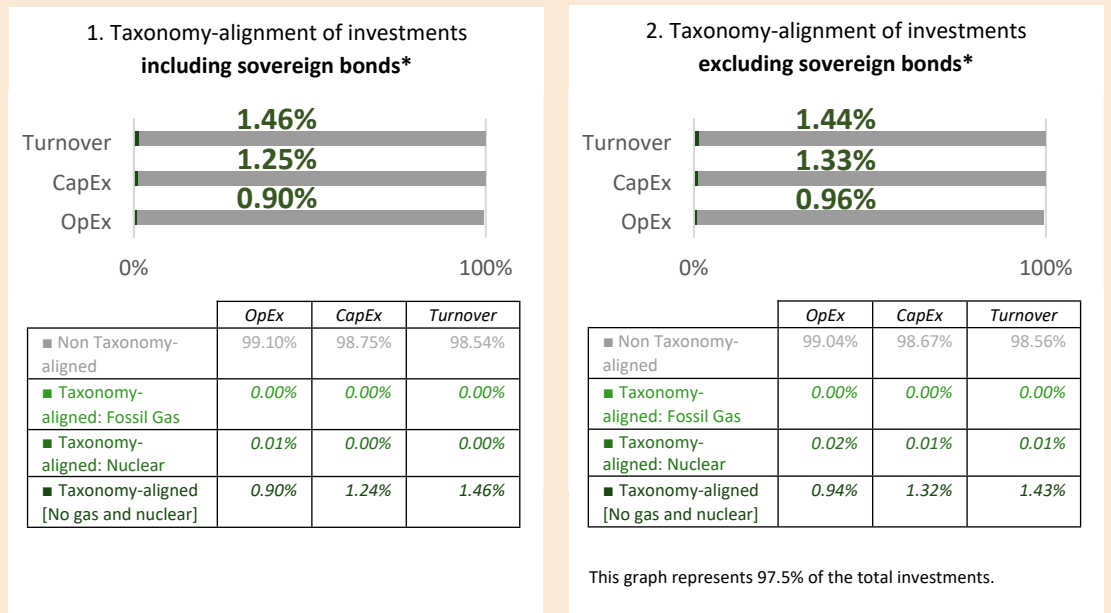 1. Taxonomy-alignment of investments
including sovereign bonds*
1.46%
Turnover
1.25%
CapEx
0.90%
OpEx
0% 100%
OpEx CapEx Turnover
■ Non Taxonomy- 99.10% 98.75% 98.54%
aligned
■ Taxonomy- 0.00% 0.00% 0.00%
aligned: Fossil Gas
■ Taxonomy- 0.01% 0.00% 0.00%
aligned: Nuclear
■ Taxonomy-aligned 0.90% 1.24% 1.46%
[No gas and nuclear]
2. Taxonomy-alignment of investments
excluding sovereign bonds*
1.44%
Turnover
1.33%
CapEx
0.96%
OpEx
0% 100%
OpEx CapEx Turnover
■ Non Taxonomy- 99.04% 98.67% 98.56%
aligned
■ Taxonomy- 0.00% 0.00% 0.00%
aligned: Fossil Gas
■ Taxonomy- 0.02% 0.01% 0.01%
aligned: Nuclear
■ Taxonomy-aligned 0.94% 1.32% 1.43%
[No gas and nuclear]
This graph represents 97.5% of the total investments.